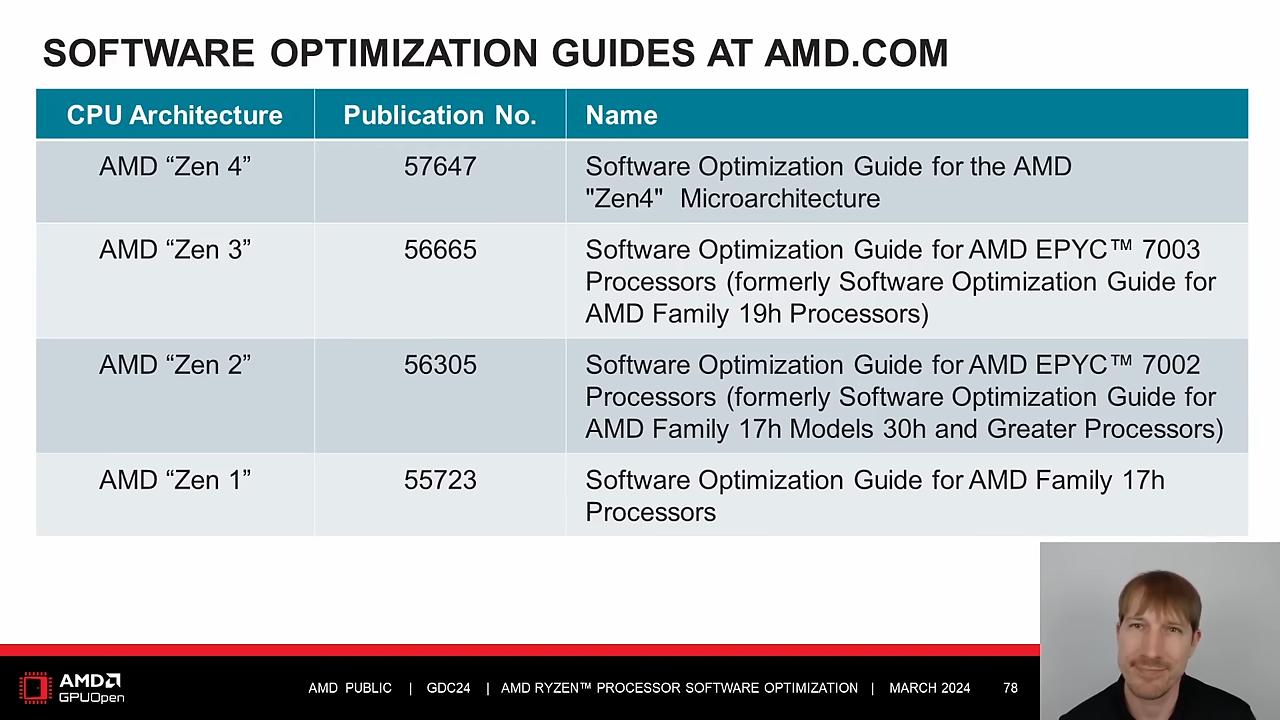 SOFTWARE OPTIMIZATION GUIDES AT AMD.COM
CPU Architecture
Publication No.
Name
AMD “Zen 4”
57647
Software Optimization Guide for the AMD
"Zen4" Microarchitecture
AMD “Zen 3”
56665
Software Optimization Guide for AMD EPYC™ 7003
Processors (formerly Software Optimization Guide for
AMD Family 19h Processors)
AMD “Zen 2”
56305
Software Optimization Guide for AMD EPYC™ 7002
Processors (formerly Software Optimization Guide for
AMD Family 17h Models 30h and Greater Processors)
AMD “Zen 1”
55723
Software Optimization Guide for AMD Family 17h
Processors
AMD
GPUOpen
AMD PUBLIC | GDC24 | AMD RYZEN™ PROCESSOR SOFTWARE OPTIMIZATION | MARCH 2024 78